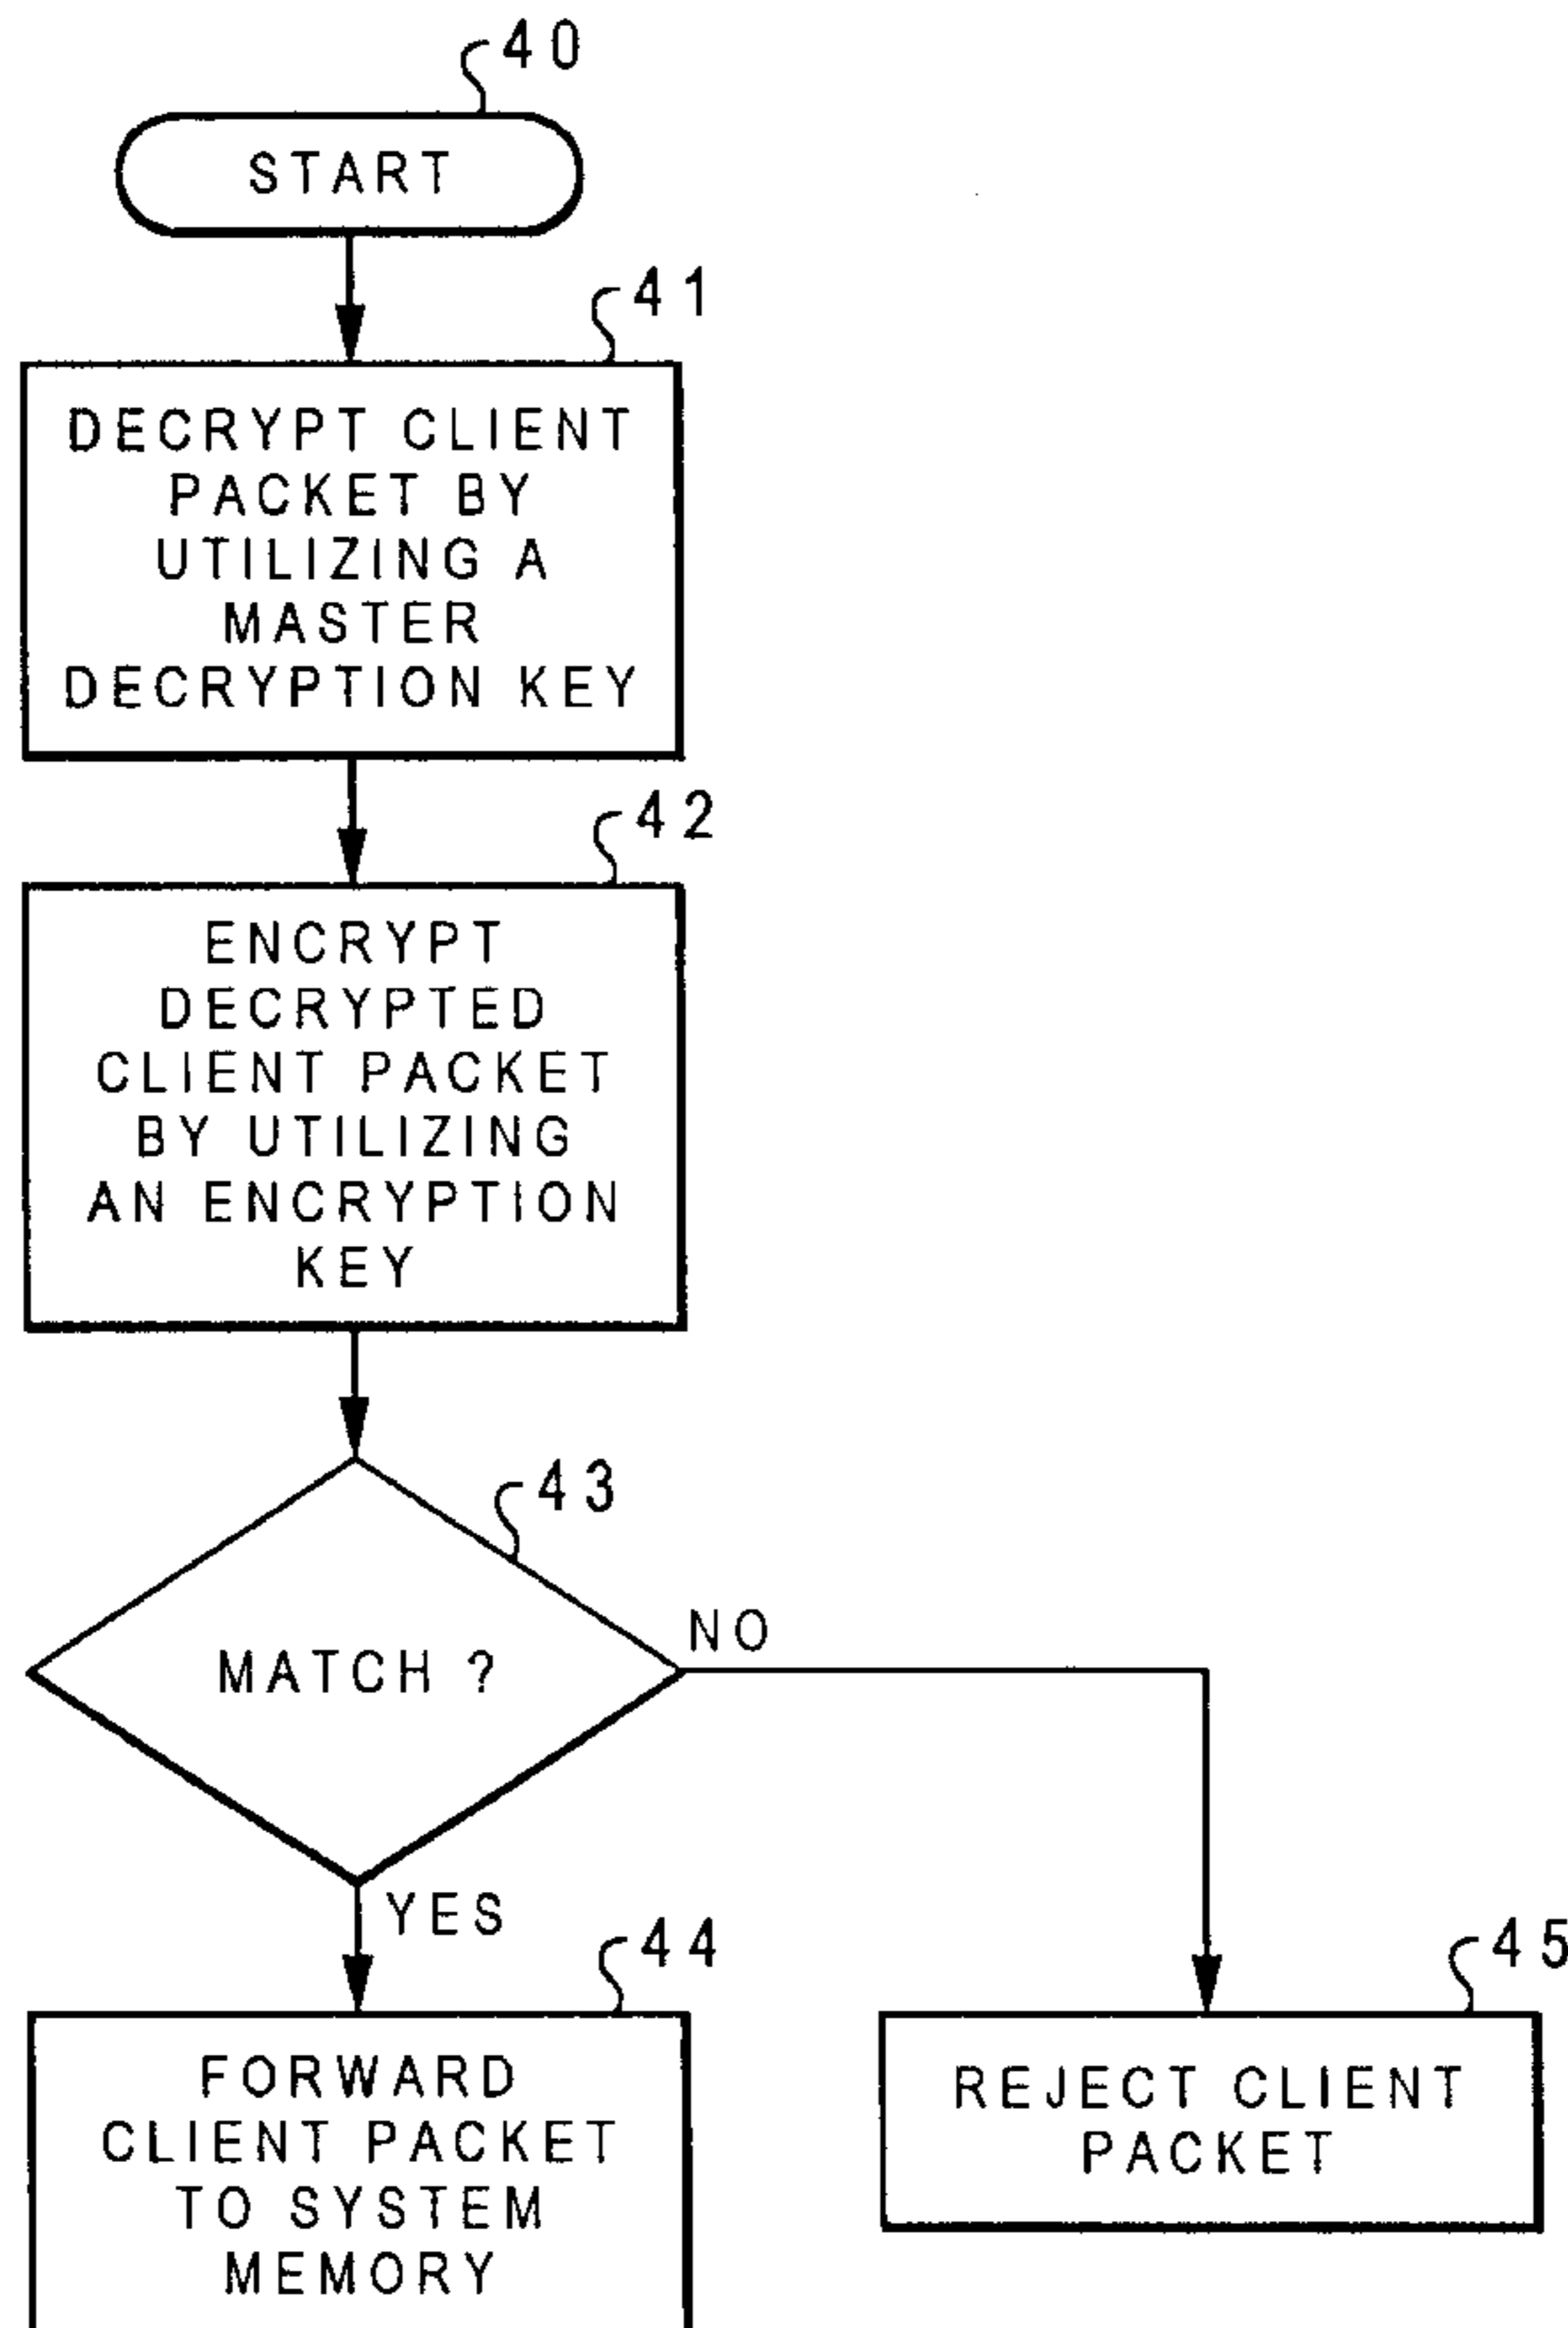 40
START
41
DECRYPT CLIENT
PACKET BY
UTILIZING A
MASTER
DECRYPTION KEY
42
ENCRYPT
DECRYPTED
CLIENT PACKET
BY UTILIZING
AN ENCRYPTION
KEY
43
MATCH ?
NO
YES
44
FORWARD
CLIENT PACKET
TO SYSTEM
MEMORY
45
REJECT CLIENT
PACKET